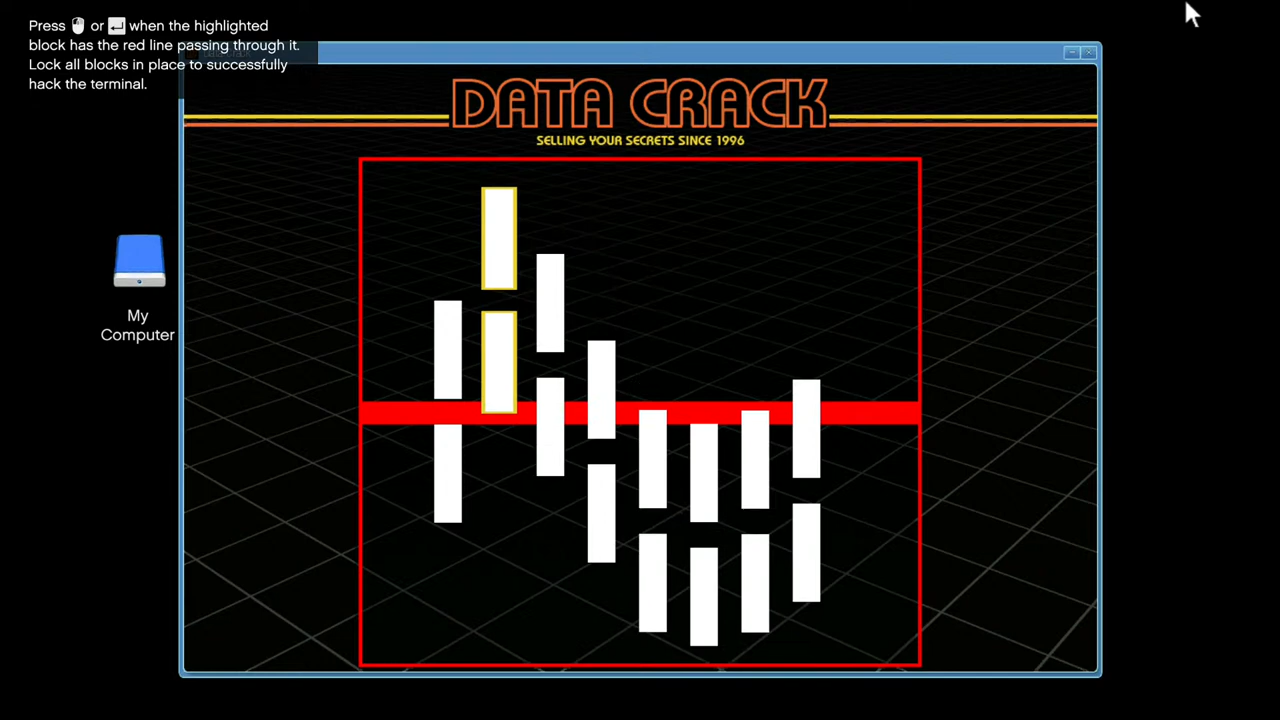 Press or when the highlighted
block has the red line passing through it.
Lock all blocks in place to successfully
hack the terminal.
DATA CRACK
SELLING YOUR SECRETS SINCE 1996
My
Computer